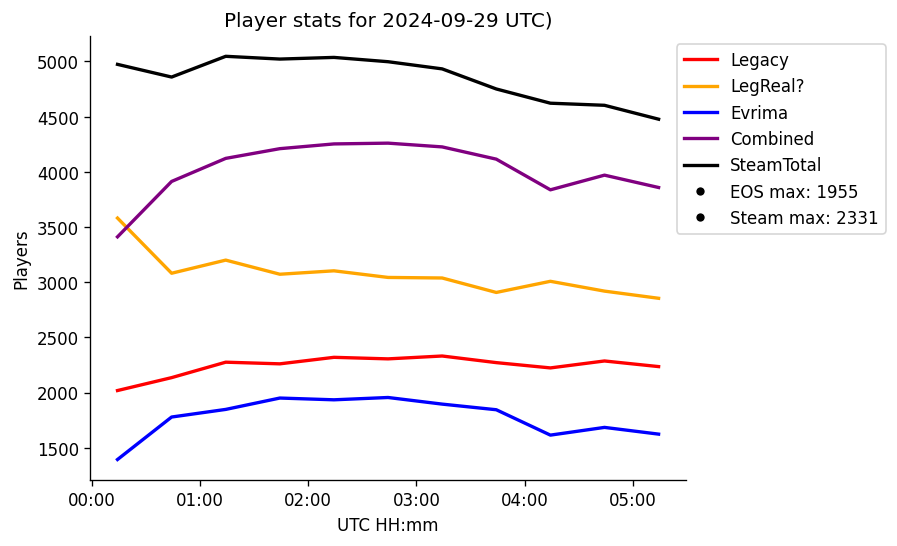 Player stats for 2024-09-29 UTC)
Legacy
LegReal?
Evrima
Combined
SteamTotal
EOS max: 1955
Steam max: 2331
Players
5000
4500
4000
3500
3000
2500
2000
1500
00:00 01:00 02:00 03:00 04:00 05:00
UTC HH:mm